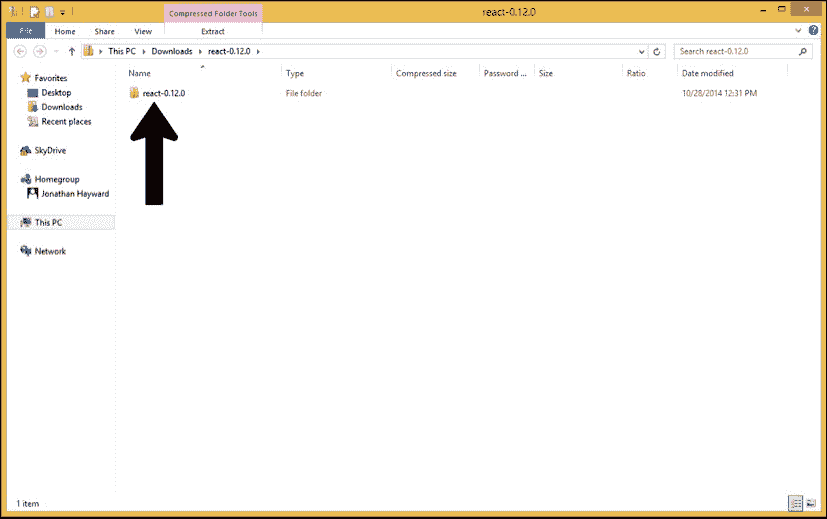 Compressed Folder Tools
react-0.12.0
File
Home
Share
View
Extract
This PC
Downloads
react-0.12.0
Search react-0.12.0
Name
Type
Compressed size
Password ...
Size
Ratio
Date modified
react-0.12.0
File folder
10/28/2014 12:31 PM
Favorites
Desktop
Downloads
Recent places
SkyDrive
Homegroup
Jonathan Hayward
This PC
Network
1 item